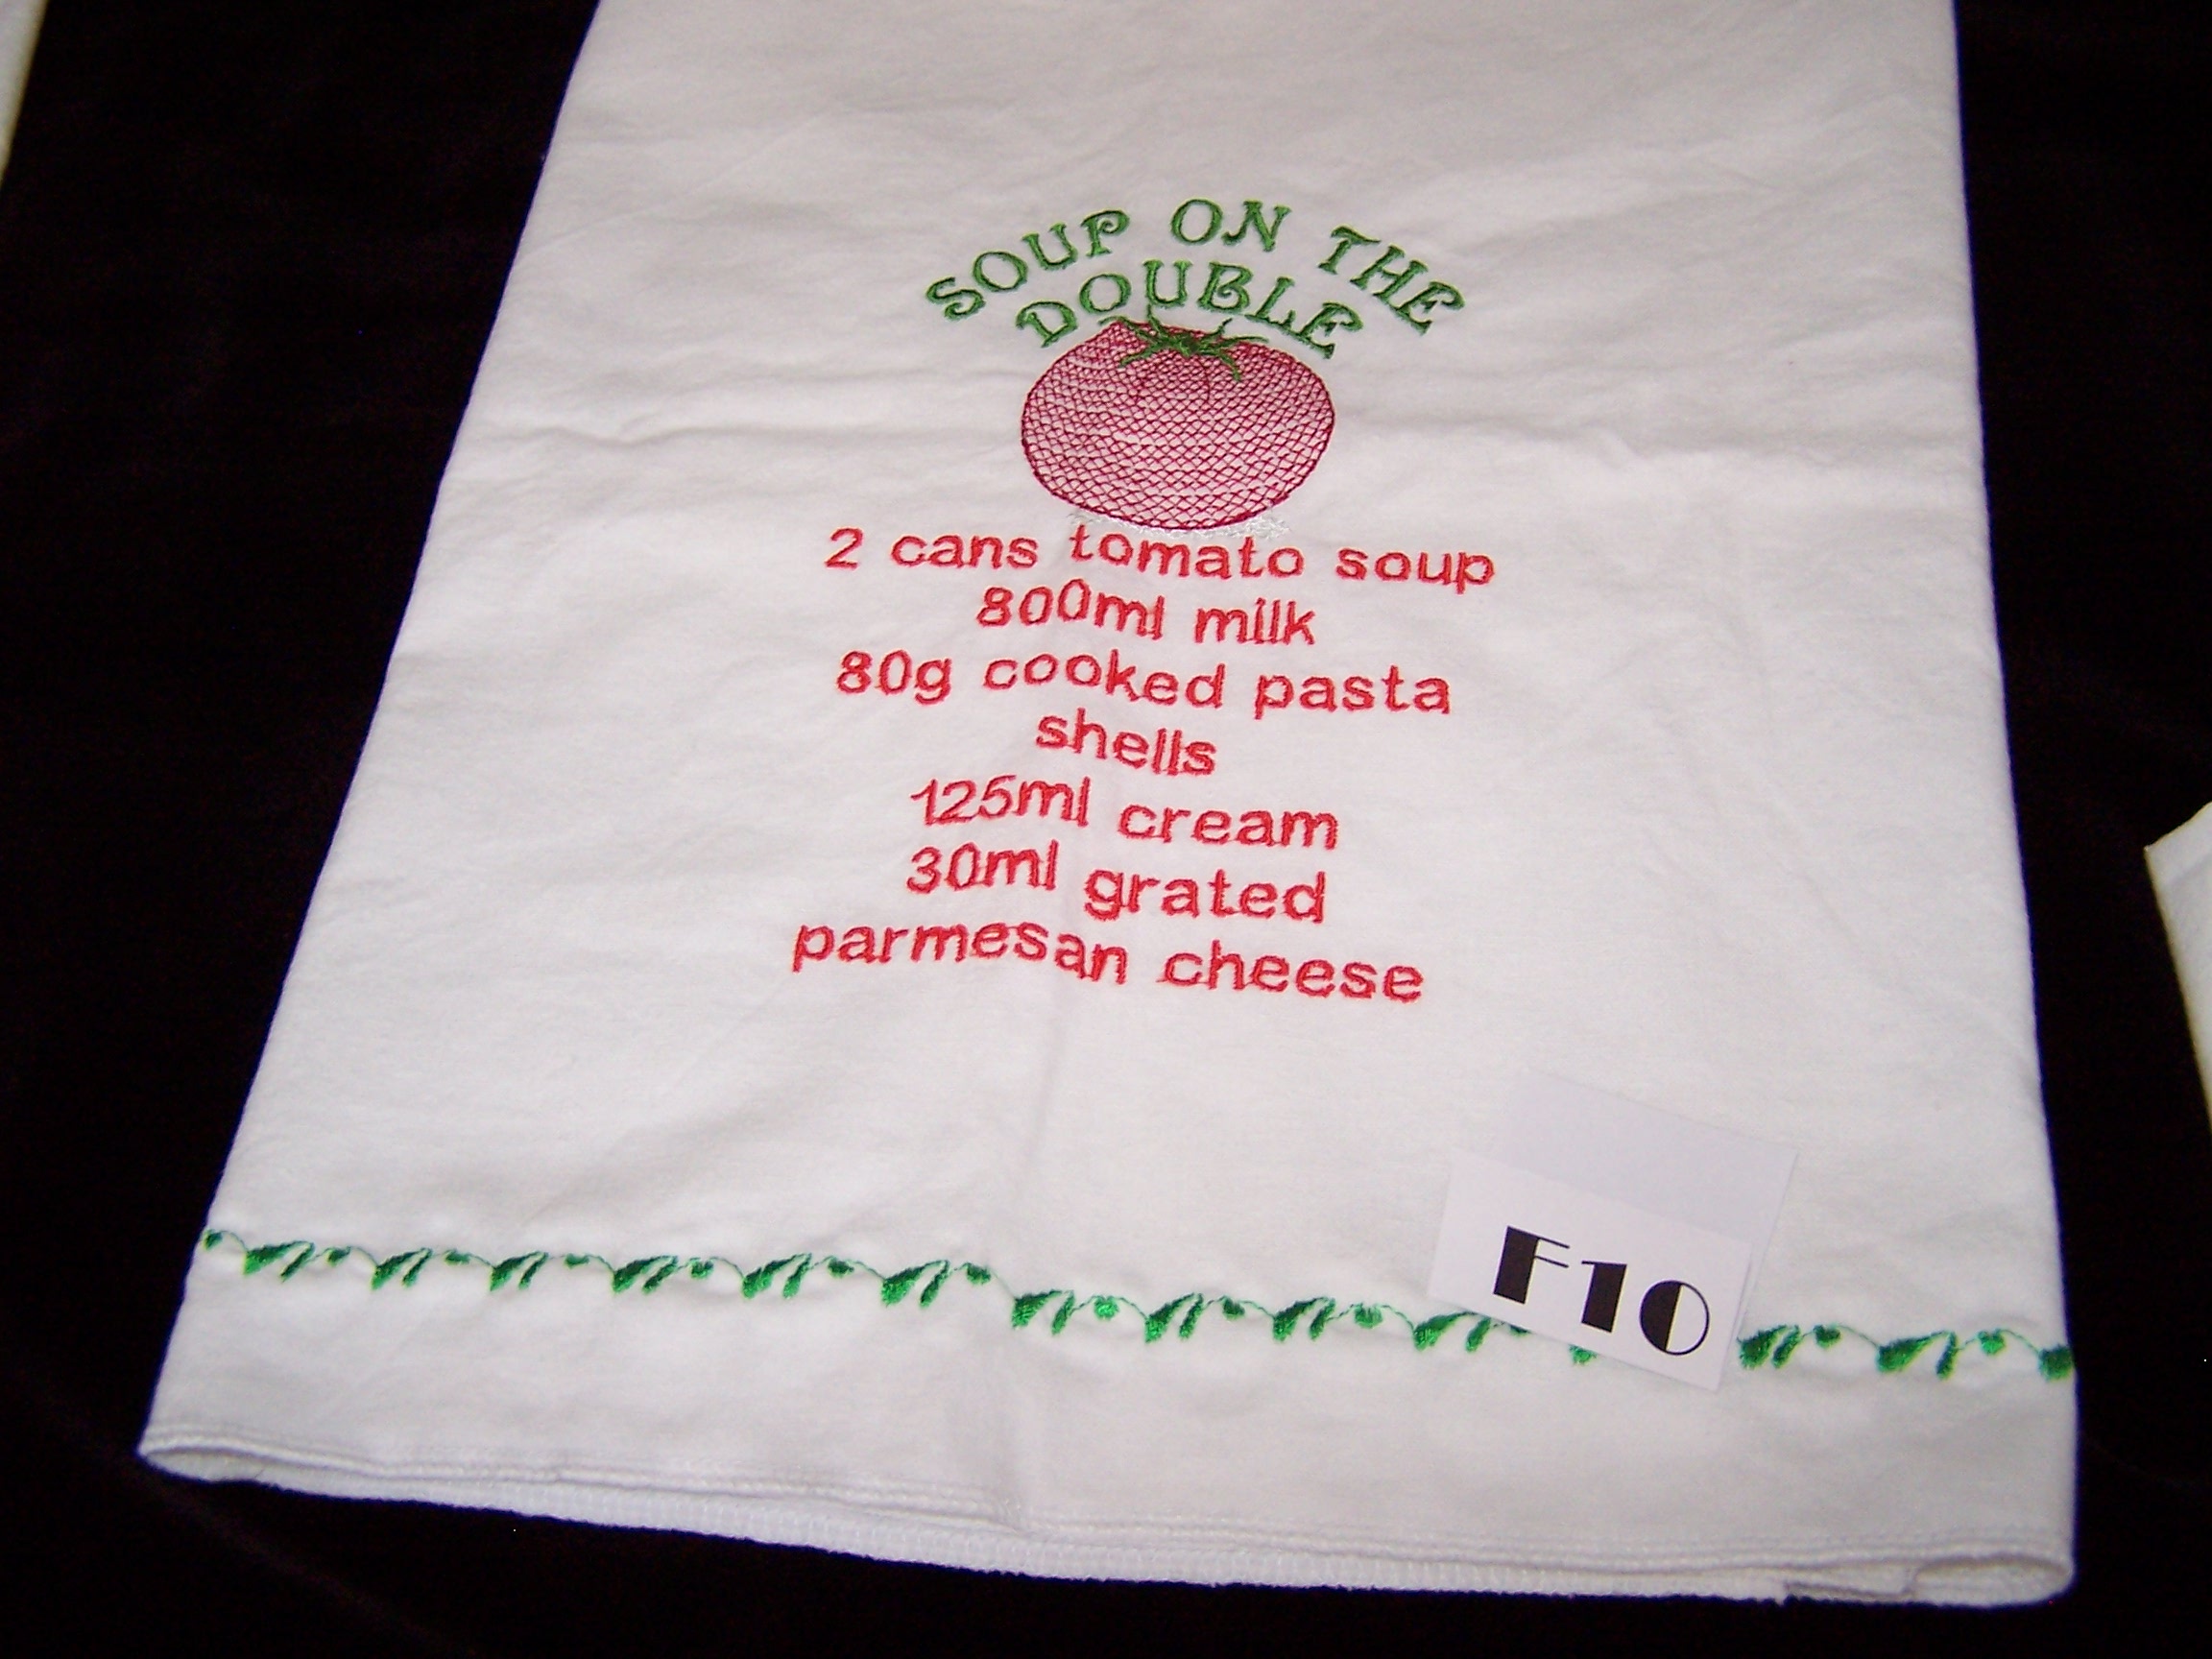 SOUP ON THE
DOUBLE
2 cans tomato soup
800ml milk
80g cooked pasta
shells
125ml cream
30ml grated
parmesan cheese
F10